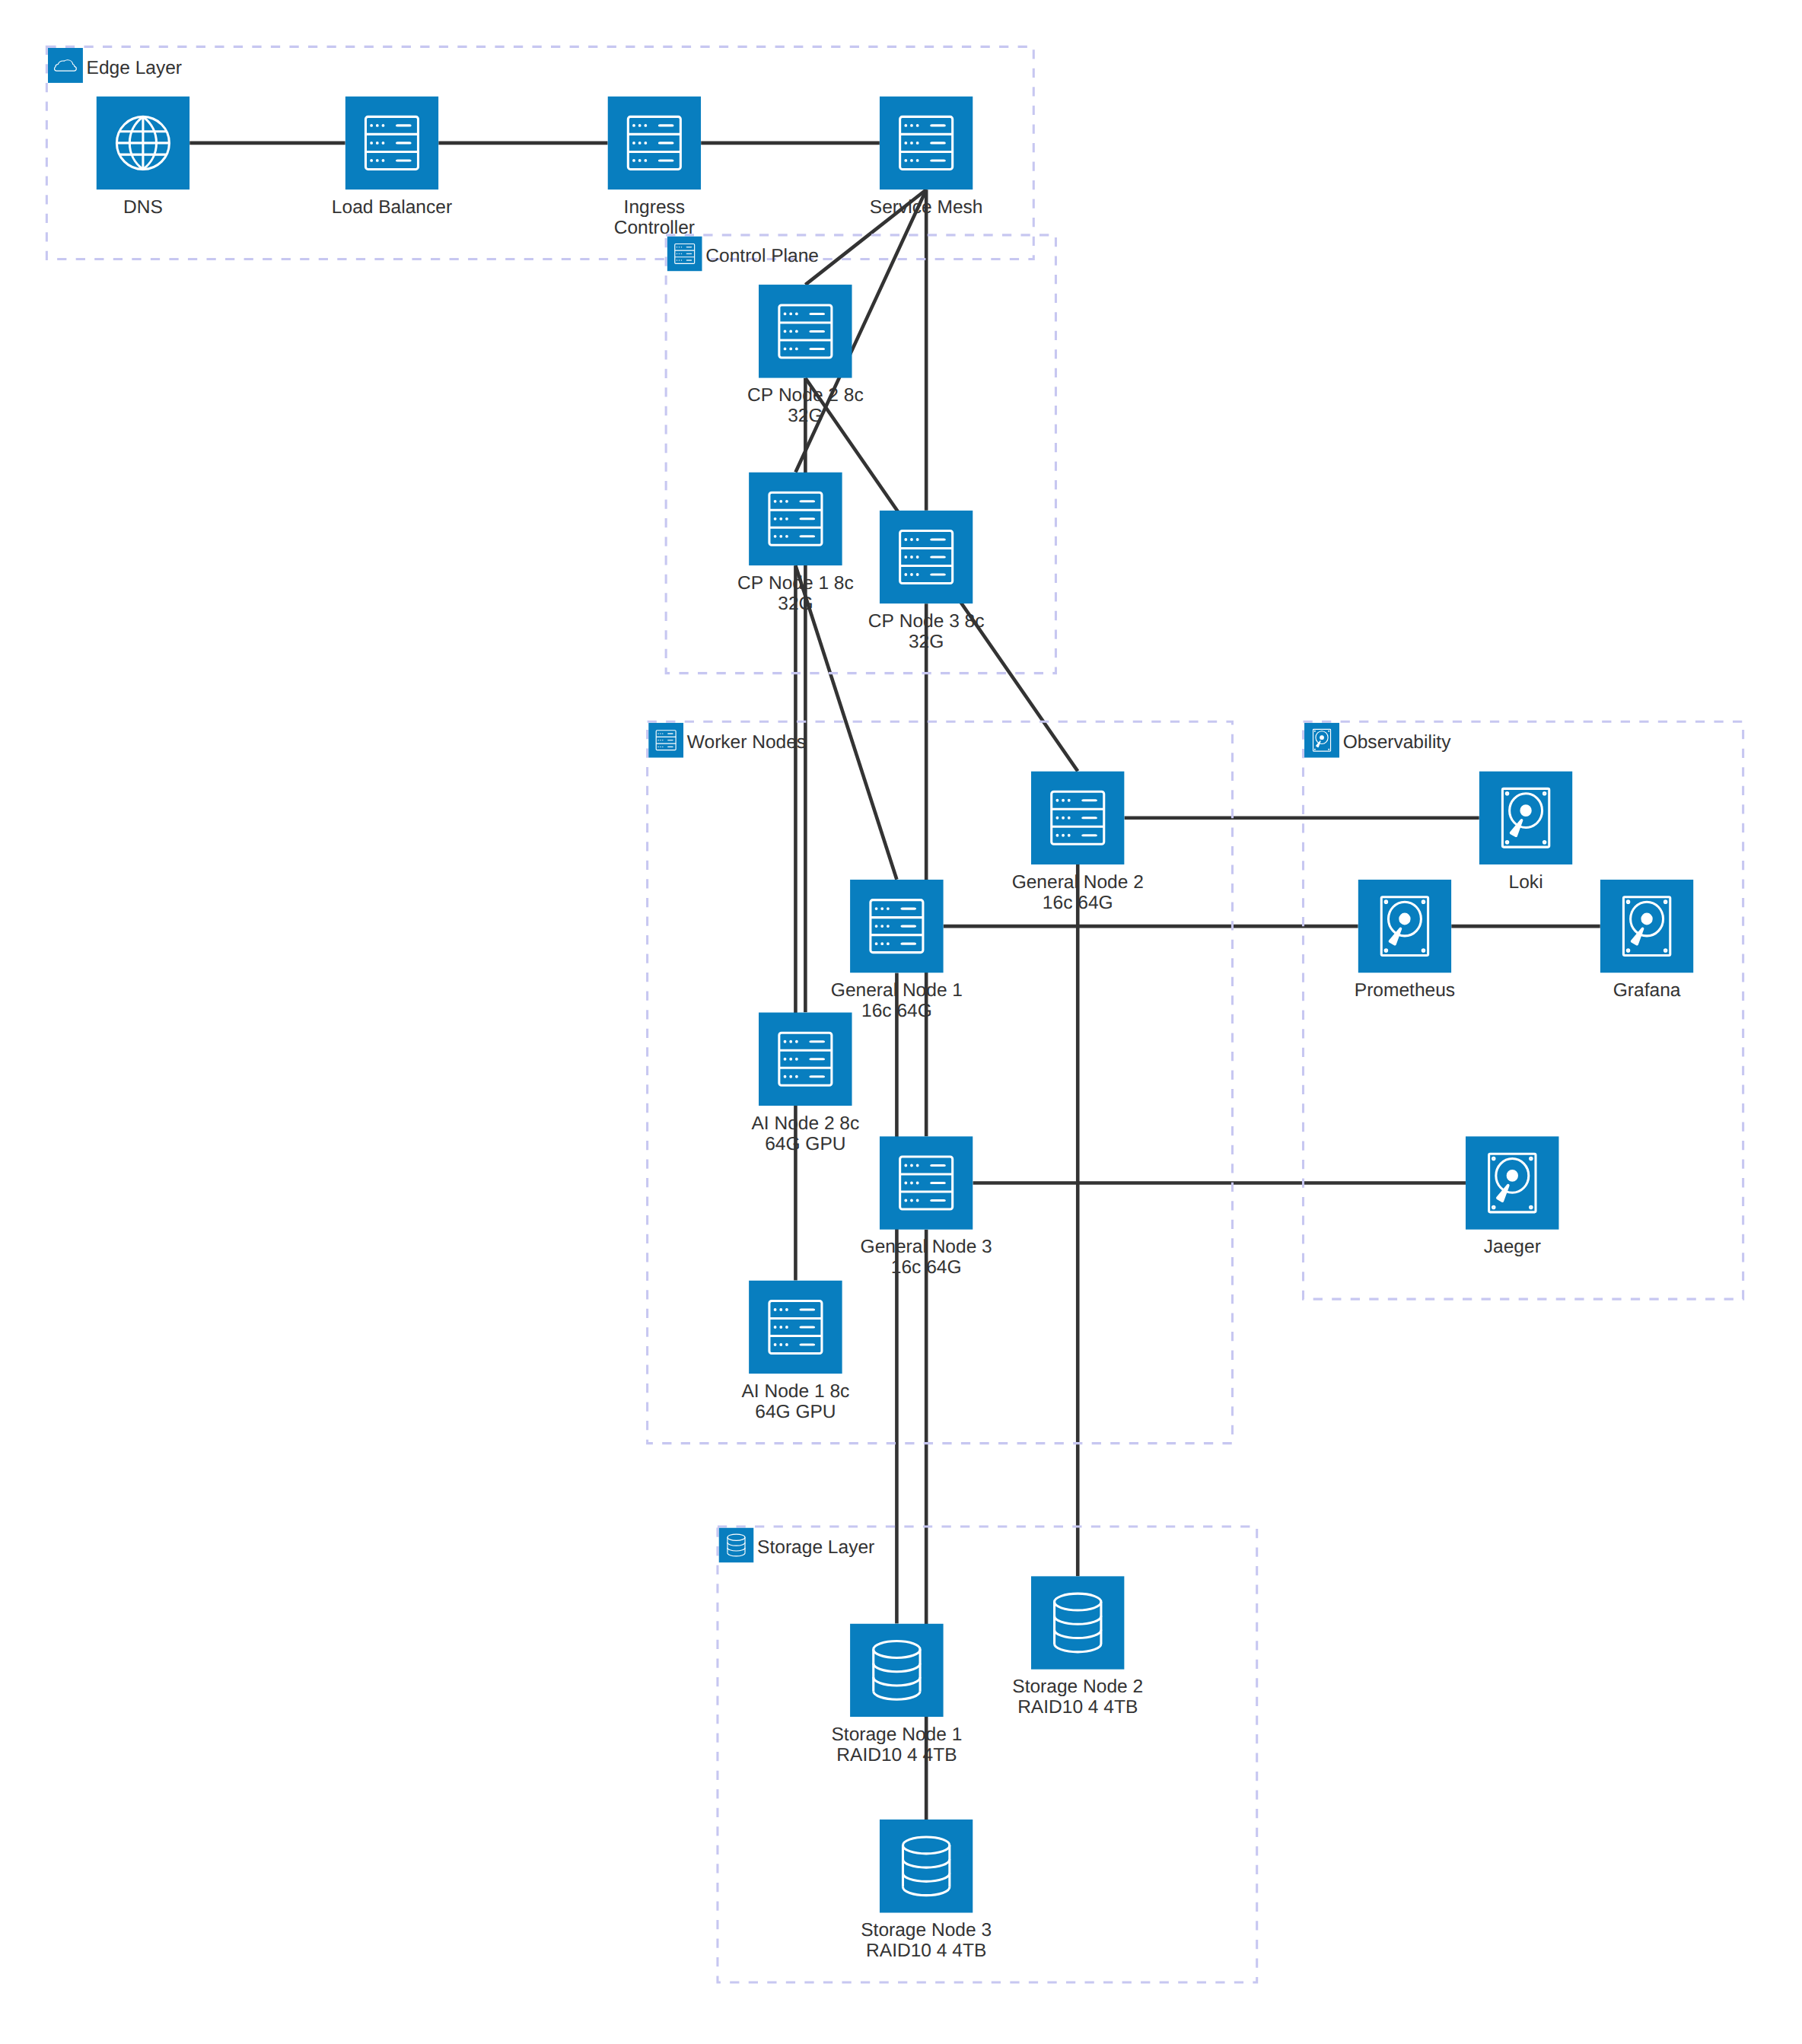 Edge Layer
DNS
Load Balancer
Ingress
Controller
Service Mesh
Control Plane
CP Node 2 8c
32G
CP Node 1 8c
32G
CP Node 3 8c
32G
Worker Nodes
Observability
General Node 2
16c 64G
Loki
General Node 1
16c 64G
Prometheus
Grafana
AI Node 2 8c
64G GPU
General Node 3
16c 64G
Jaeger
AI Node 1 8c
64G GPU
Storage Layer
Storage Node 2
RAID10 4 4TB
Storage Node 1
RAID10 4 4TB
Storage Node 3
RAID10 4 4TB